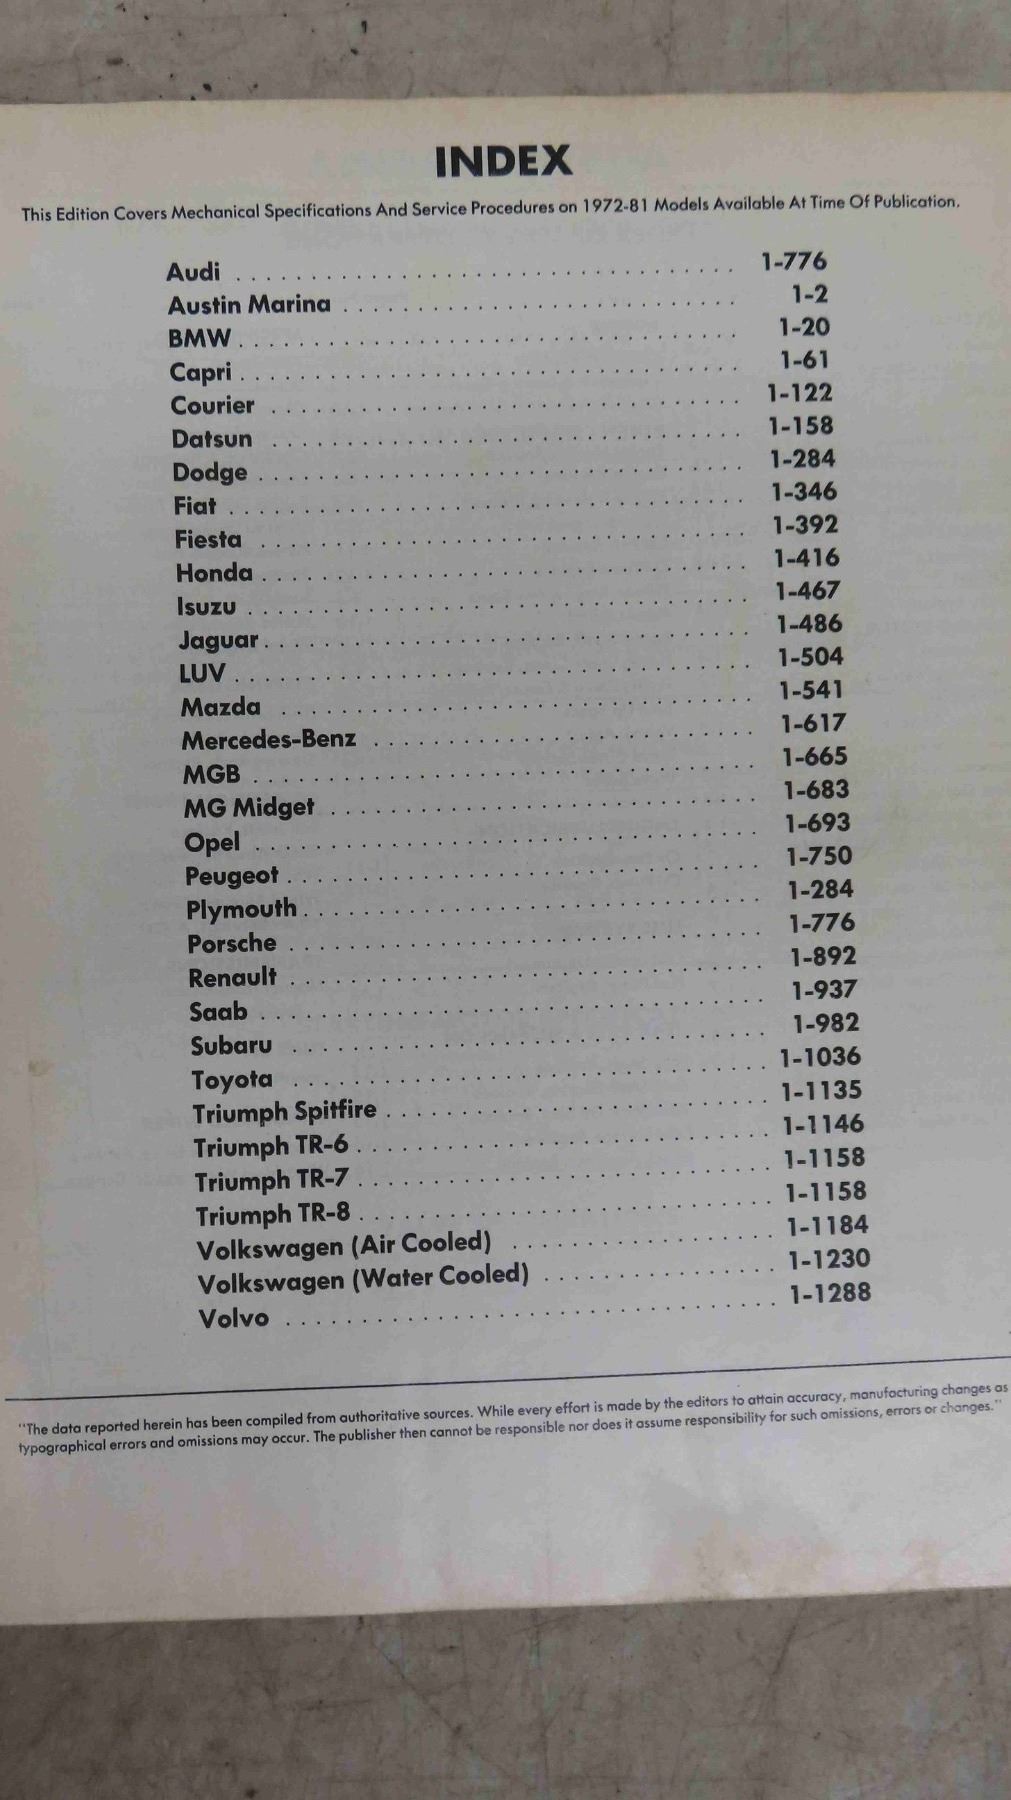 INDEX
This Edition Covers Mechanical Specifications And Service Procedures on 1972-81 Models Available At Time Of Publication.
Audi . . . . . . . . . . . . . . . . . . . . . . . . . . . . . . . . . . 1-776
Austin Marina . . . . . . . . . . . . . . . . . . . . . . . . . . . 1-2
BMW . . . . . . . . . . . . . . . . . . . . . . . . . . . . . . . . . . 1-20
Capri . . . . . . . . . . . . . . . . . . . . . . . . . . . . . . . . . . 1-61
Courier . . . . . . . . . . . . . . . . . . . . . . . . . . . . . . . . 1-122
Datsun . . . . . . . . . . . . . . . . . . . . . . . . . . . . . . . . 1-158
Dodge . . . . . . . . . . . . . . . . . . . . . . . . . . . . . . . . . 1-284
Fiat . . . . . . . . . . . . . . . . . . . . . . . . . . . . . . . . . . . 1-346
Fiesta . . . . . . . . . . . . . . . . . . . . . . . . . . . . . . . . . 1-392
Honda . . . . . . . . . . . . . . . . . . . . . . . . . . . . . . . . . 1-416
Isuzu . . . . . . . . . . . . . . . . . . . . . . . . . . . . . . . . . . 1-467
Jaguar . . . . . . . . . . . . . . . . . . . . . . . . . . . . . . . . . 1-486
LUV . . . . . . . . . . . . . . . . . . . . . . . . . . . . . . . . . . . 1-504
Mazda . . . . . . . . . . . . . . . . . . . . . . . . . . . . . . . . 1-541
Mercedes-Benz . . . . . . . . . . . . . . . . . . . . . . . . . . 1-617
MGB . . . . . . . . . . . . . . . . . . . . . . . . . . . . . . . . . . 1-665
MG Midget . . . . . . . . . . . . . . . . . . . . . . . . . . . . . 1-683
Opel . . . . . . . . . . . . . . . . . . . . . . . . . . . . . . . . . . 1-693
Peugeot . . . . . . . . . . . . . . . . . . . . . . . . . . . . . . . . 1-750
Plymouth . . . . . . . . . . . . . . . . . . . . . . . . . . . . . . . 1-284
Porsche . . . . . . . . . . . . . . . . . . . . . . . . . . . . . . . . 1-776
Renault . . . . . . . . . . . . . . . . . . . . . . . . . . . . . . . . 1-892
Saab . . . . . . . . . . . . . . . . . . . . . . . . . . . . . . . . . . 1-937
Subaru . . . . . . . . . . . . . . . . . . . . . . . . . . . . . . . . 1-982
Toyota . . . . . . . . . . . . . . . . . . . . . . . . . . . . . . . . 1-1036
Triumph Spitfire . . . . . . . . . . . . . . . . . . . . . . . . . . 1-1135
Triumph TR-6 . . . . . . . . . . . . . . . . . . . . . . . . . . . . 1-1146
Triumph TR-7 . . . . . . . . . . . . . . . . . . . . . . . . . . . . 1-1158
Triumph TR-8 . . . . . . . . . . . . . . . . . . . . . . . . . . . . 1-1158
Volkswagen (Air Cooled) . . . . . . . . . . . . . . . . . . 1-1184
Volkswagen (Water Cooled) . . . . . . . . . . . . . . . . 1-1230
Volvo . . . . . . . . . . . . . . . . . . . . . . . . . . . . . . . . . 1-1288
"The data reported herein has been compiled from authoritative sources. While every effort is made by the editors to attain accuracy, manufacturing changes as
typographical errors and omissions may occur. The publisher then cannot be responsible nor does it assume responsibility for such omissions, errors or changes."